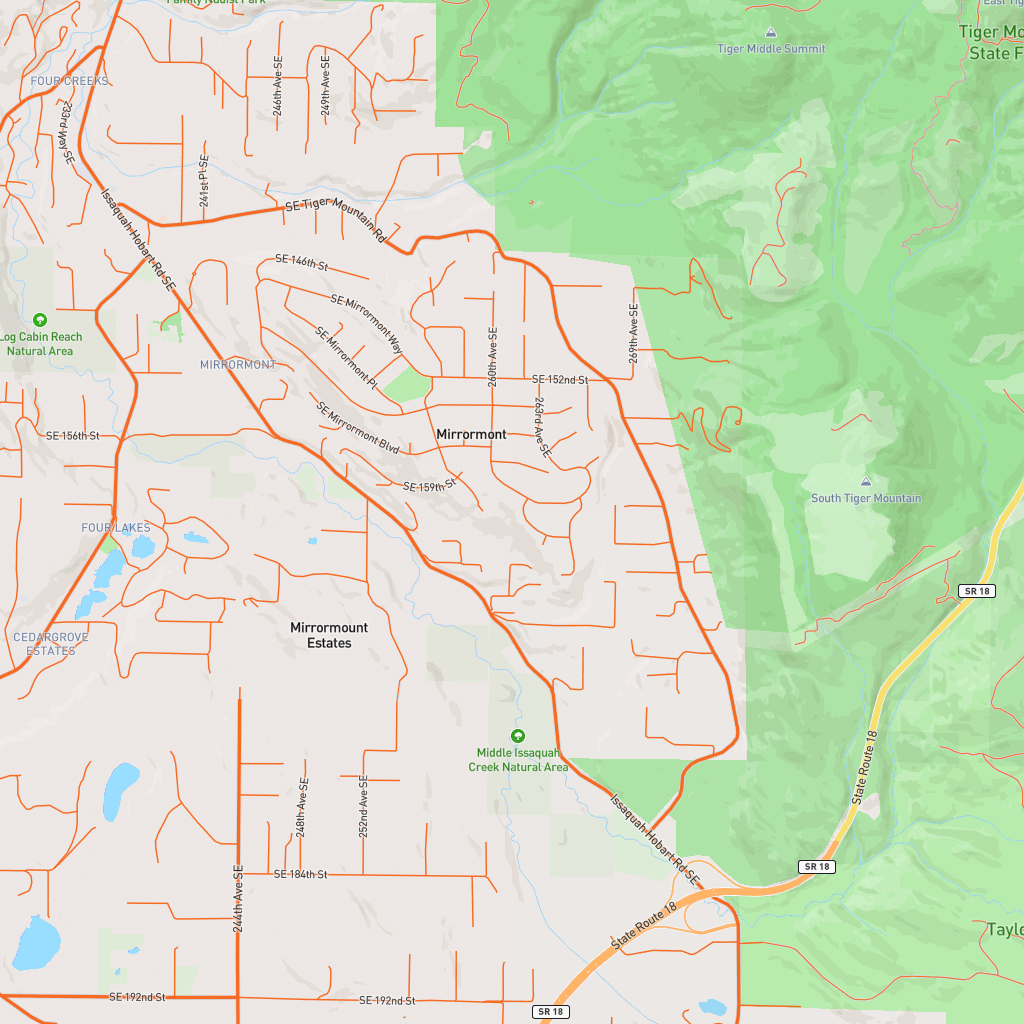 Family Nudist Park
East Tig
Tiger Mo
State F
Tiger Middle Summit
FOUR CREEKS
246th Ave SE
249th Ave SE
233rd Way SE
241st Pl SE
Issaquah Hobart Rd SE
SE Tiger Mountain Rd
SE 146th St
SE Mirrormont Way
SE Mirrormont Pl
260th Ave SE
269th Ave SE
Log Cabin Reach
Natural Area
MIRRORMONT
SE 152nd St
263rd Ave SE
SE Mirrormont Blvd
Mirrormont
SE 156th St
SE 159th St
South Tiger Mountain
FOUR LAKES
SR 18
Mirrormount
Estates
CEDARGROVE
ESTATES
Middle Issaquah
Creek Natural Area
State Route 18
248th Ave SE
252nd Ave SE
Issaquah Hobart Rd SE
SR 18
SE 184th St
244th Ave SE
State Route 18
Taylo
SE 192nd St
SE 192nd St
SR 18